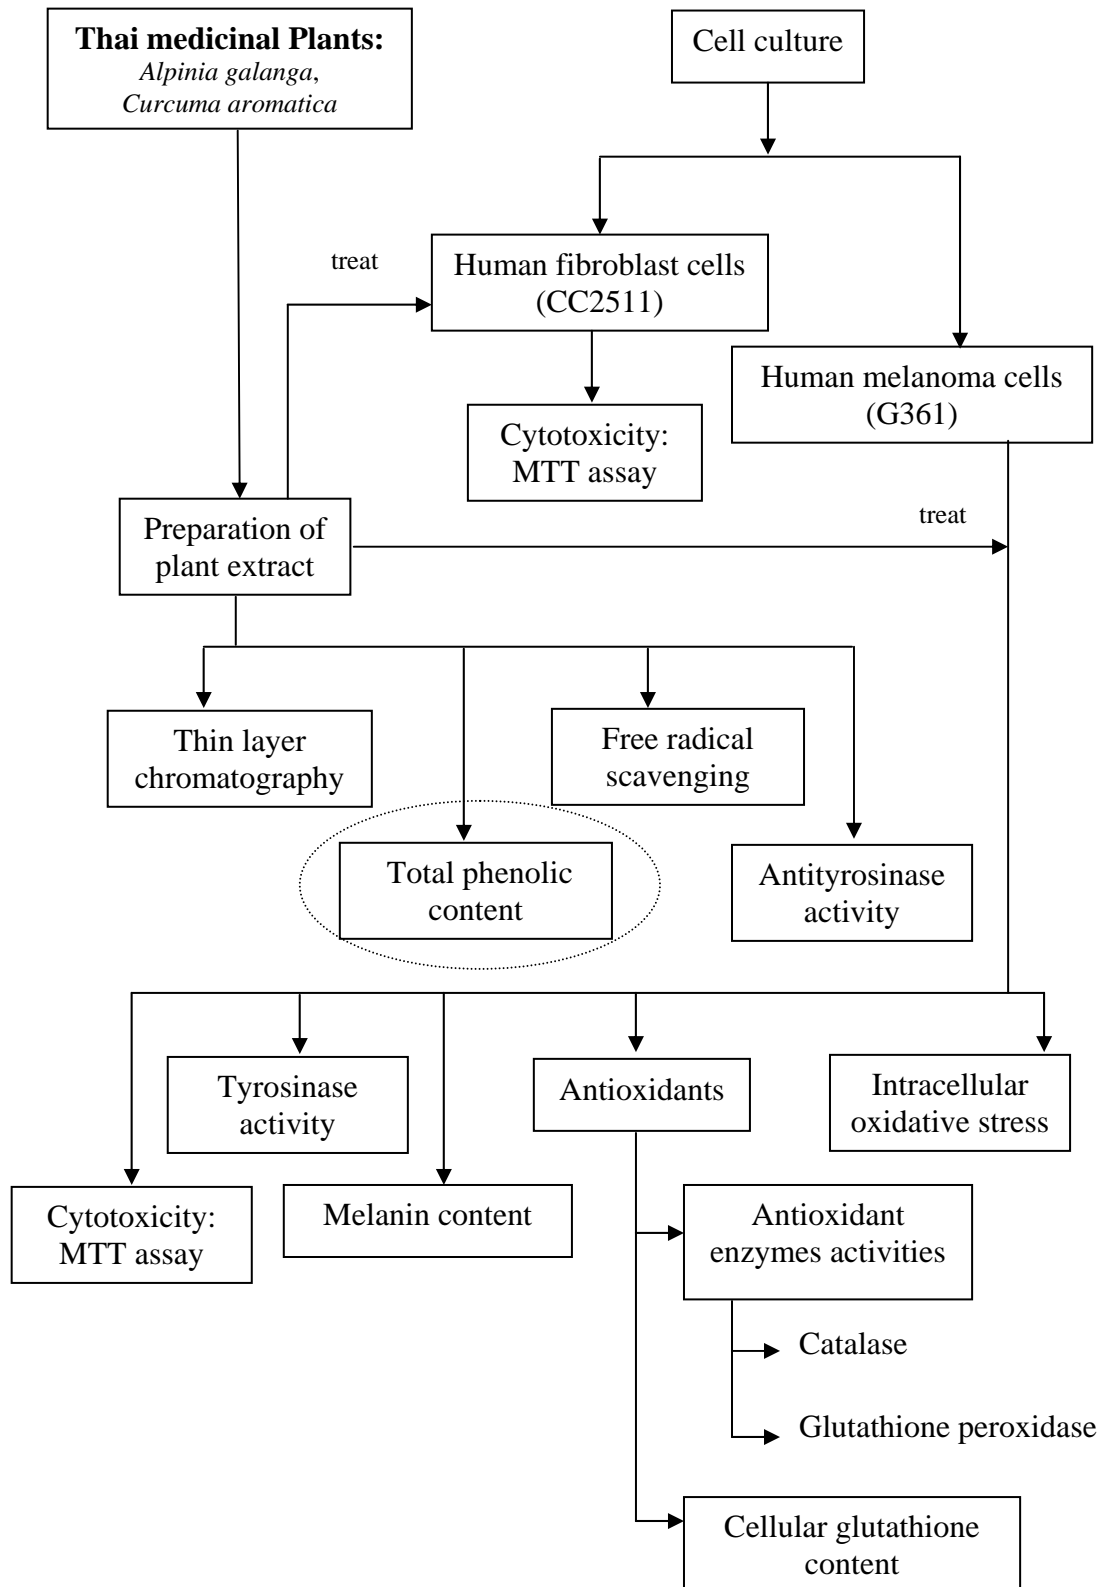 Thai medicinal Plants:
Alpinia galanga,
Curcuma aromatica
Cell culture
treat
Human fibroblast cells
(CC2511)
Human melanoma cells
(G361)
Cytotoxicity:
MTT assay
Preparation of
plant extract
treat
Thin layer
chromatography
Free radical
scavenging
Total phenolic
content
Antityrosinase
activity
Tyrosinase
activity
Antioxidants
Intracellular
oxidative stress
Cytotoxicity:
MTT assay
Melanin content
Antioxidant
enzymes activities
Catalase
Glutathione peroxidase
Cellular glutathione
content